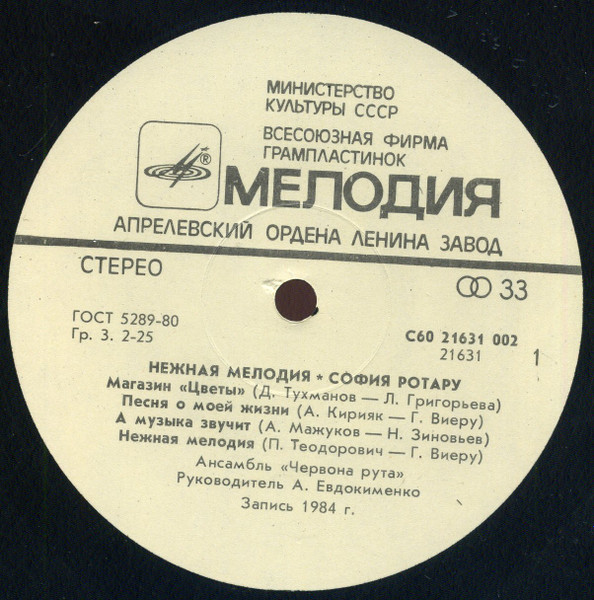 МИНИСТЕРСТВО
КУЛЬТУРЫ СССР
ВСЕСОЮЗНАЯ ФИРМА
ГРАМПЛАСТИНОК
®
МЕЛОДИЯ
АПРЕЛЕВСКИЙ ОРДЕНА ЛЕНИНА ЗАВОД
СТЕРЕО
33
ГОСТ 5289-80
Гр. 3. 2-25
С60 21631 002
21631
1
НЕЖНАЯ МЕЛОДИЯ * СОФИЯ РОТАРУ
Магазин «Цветы» (Д. Тухманов — Л. Григорьева)
Песня о моей жизни (А. Кирияк — Г. Виеру)
А музыка звучит (А. Мажуков — Н. Зиновьев)
Нежная мелодия (П. Теодорович — Г. Виеру)
Ансамбль «Червона рута»
Руководитель А. Евдокименко
Запись 1984 г.